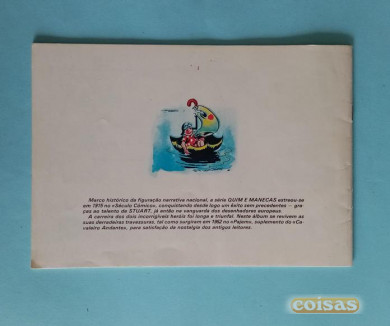 Marco histórico da figuração narrativa nacional, a série QUIM E MANECAS estreou-se
em 1915 no «Século Cómico», conquistando desde logo um êxito sem precedentes — gra-
ças ao talento de STUART, já então na vanguarda dos desenhadores europeus.
A carreira dos dois incorrigíveis heróis foi longa e triunfal. Neste álbum se revivem as
suas derradeiras travessuras, tal como surgiram em 1952 no «Pajem», suplemento do «Ca-
valeiro Andante», para satisfação da nostalgia dos antigos leitores.
coisas